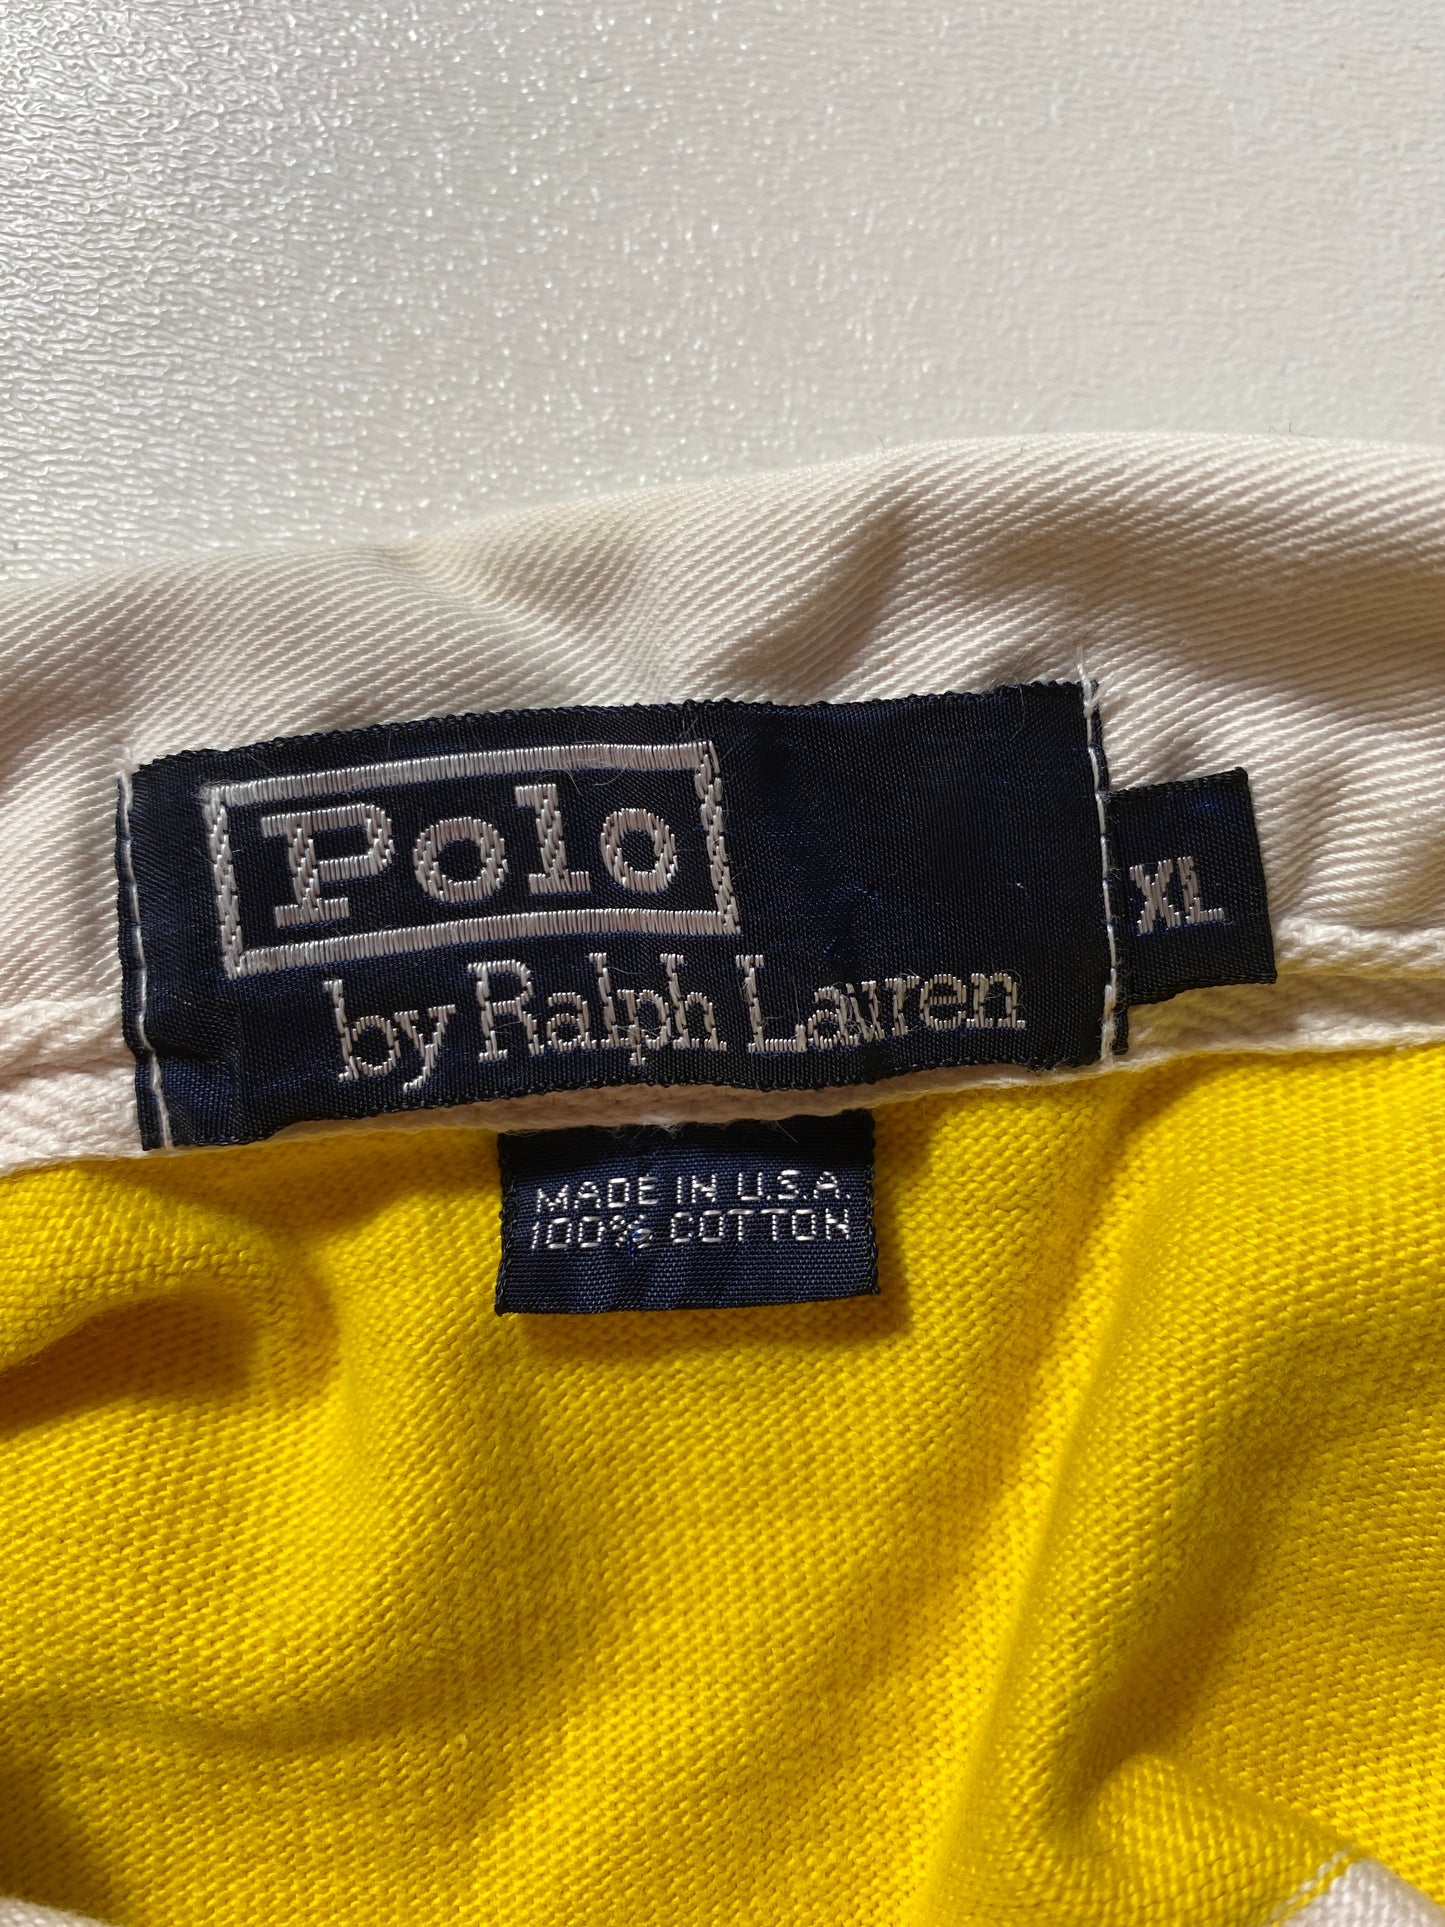 Polo
by Ralph Lauren
XL
MADE IN U.S.A.
100% COTTON